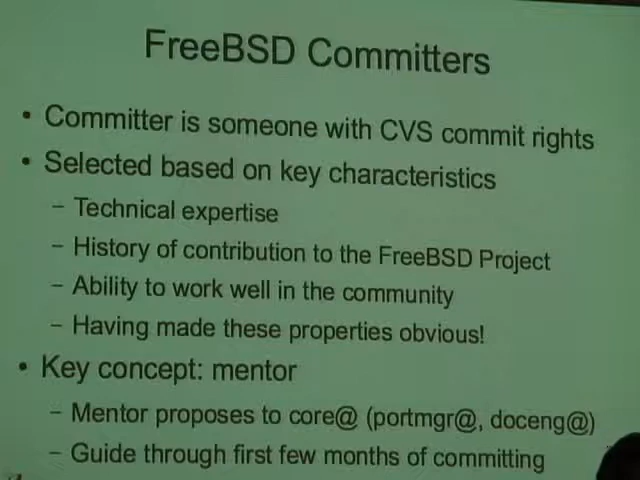 FreeBSD Committers
• Committer is someone with CVS commit rights
• Selected based on key characteristics
– Technical expertise
– History of contribution to the FreeBSD Project
– Ability to work well in the community
– Having made these properties obvious!
• Key concept: mentor
– Mentor proposes to core@ (portmgr@, doceng@)
– Guide through first few months of committing